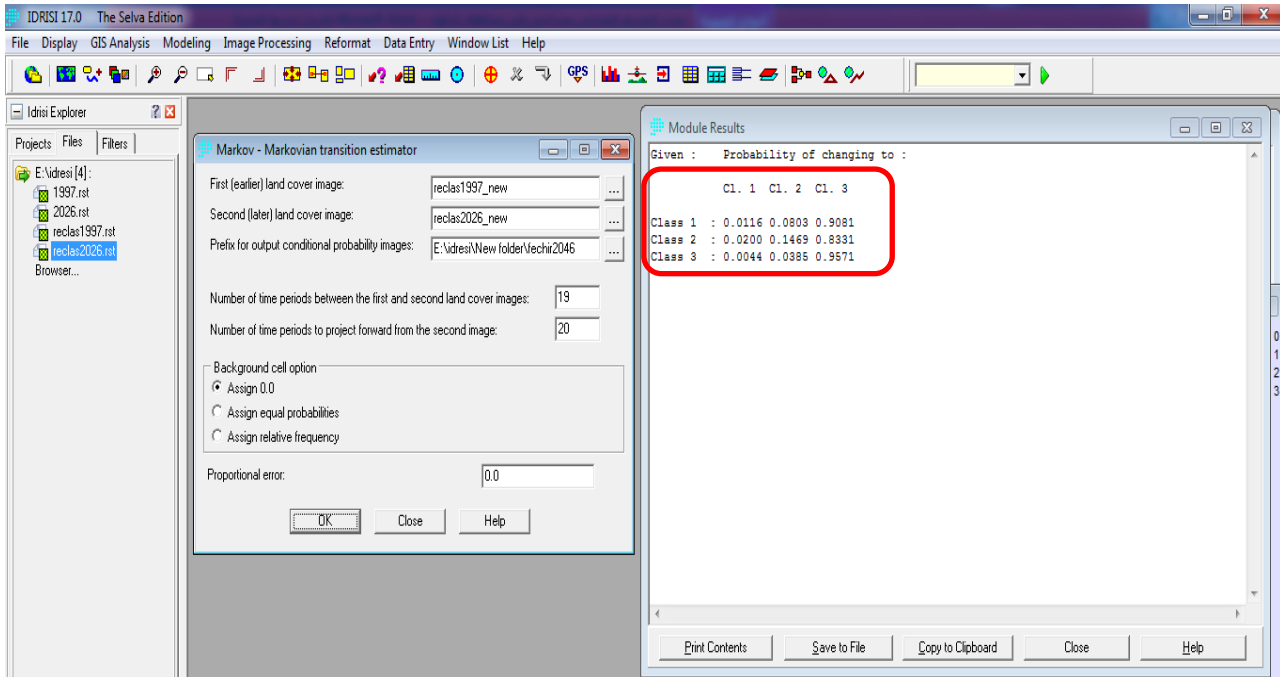 IDRISI 17.0 The Selva Edition
File Display GIS Analysis Modeling Image Processing Reformat Data Entry Window List Help
GPS
Idrisi Explorer
Projects Files Filters
E:\idresi [4] :
1997.rst
2026.rst
reclas1997.rst
reclas2026.rst
Browser...
Markov - Markovian transition estimator
First (earlier) land cover image: reclas1997_new ...
Second (later) land cover image: reclas2026_new ...
Prefix for output conditional probability images: E:\idresi\New folder\fechir2046 ...
Number of time periods between the first and second land cover images: 19
Number of time periods to project forward from the second image: 20
Background cell option
Assign 0.0
Assign equal probabilities
Assign relative frequency
Proportional error: 0.0
OK Close Help
Module Results
Given : Probability of changing to :
Cl. 1 Cl. 2 Cl. 3
Class 1 : 0.0116 0.0803 0.9081
Class 2 : 0.0200 0.1469 0.8331
Class 3 : 0.0044 0.0385 0.9571
Print Contents Save to File Copy to Clipboard Close Help
0
1
2
3